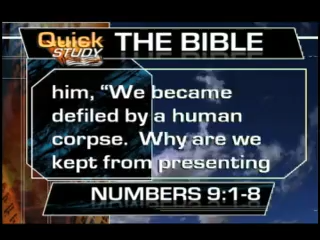 Quick
STUDY
THE BIBLE
him, “We became
defiled by a human
corpse. Why are we
kept from presenting
NUMBERS 9:1-8